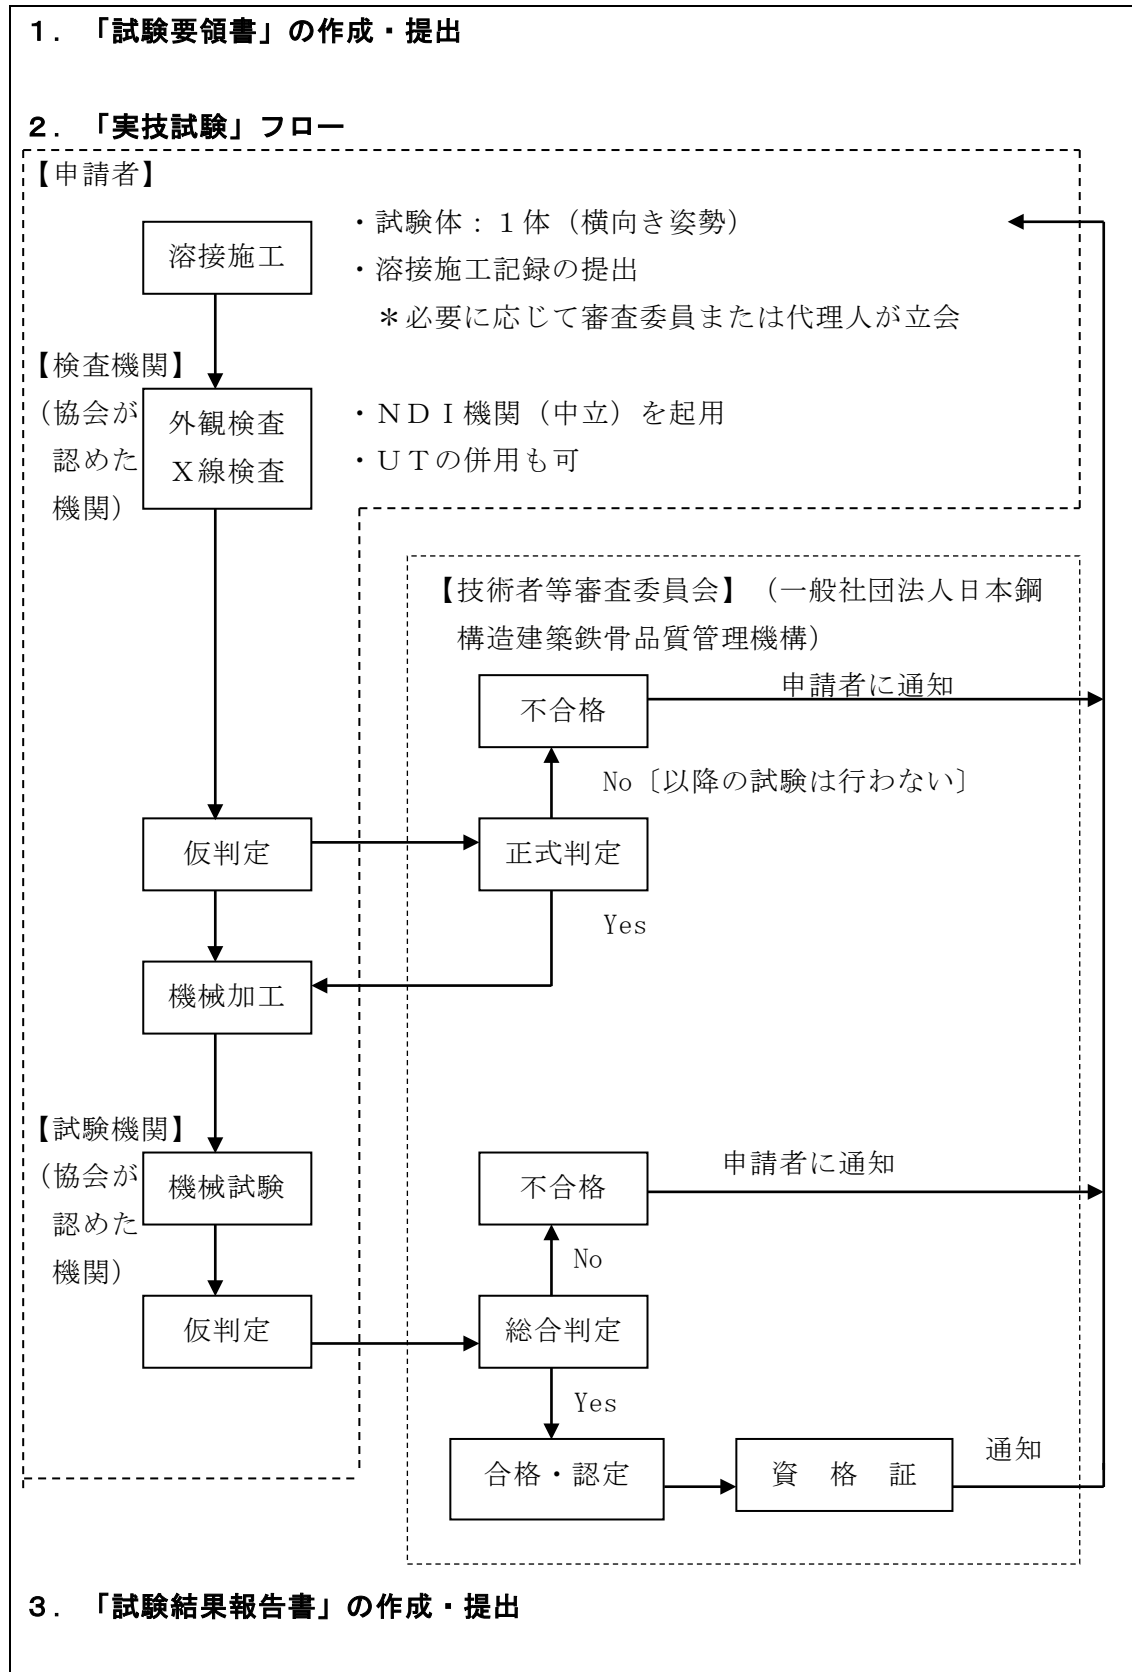 １．「試験要領書」の作成・提出
２．「実技試験」フロー
【申請者】
溶接施工
・試験体：１体（横向き姿勢）
・溶接施工記録の提出
＊必要に応じて審査委員または代理人が立会
【検査機関】
（協会が
認めた
機関）
外観検査
Ｘ線検査
・ＮＤＩ機関（中立）を起用
・ＵＴの併用も可
【技術者等審査委員会】（一般社団法人日本鋼
構造建築鉄骨品質管理機構）
不合格
申請者に通知
No〔以降の試験は行わない〕
仮判定
正式判定
Yes
機械加工
【試験機関】
（協会が
認めた
機関）
機械試験
不合格
申請者に通知
No
仮判定
総合判定
Yes
合格・認定
資　格　証
通知
３．「試験結果報告書」の作成・提出